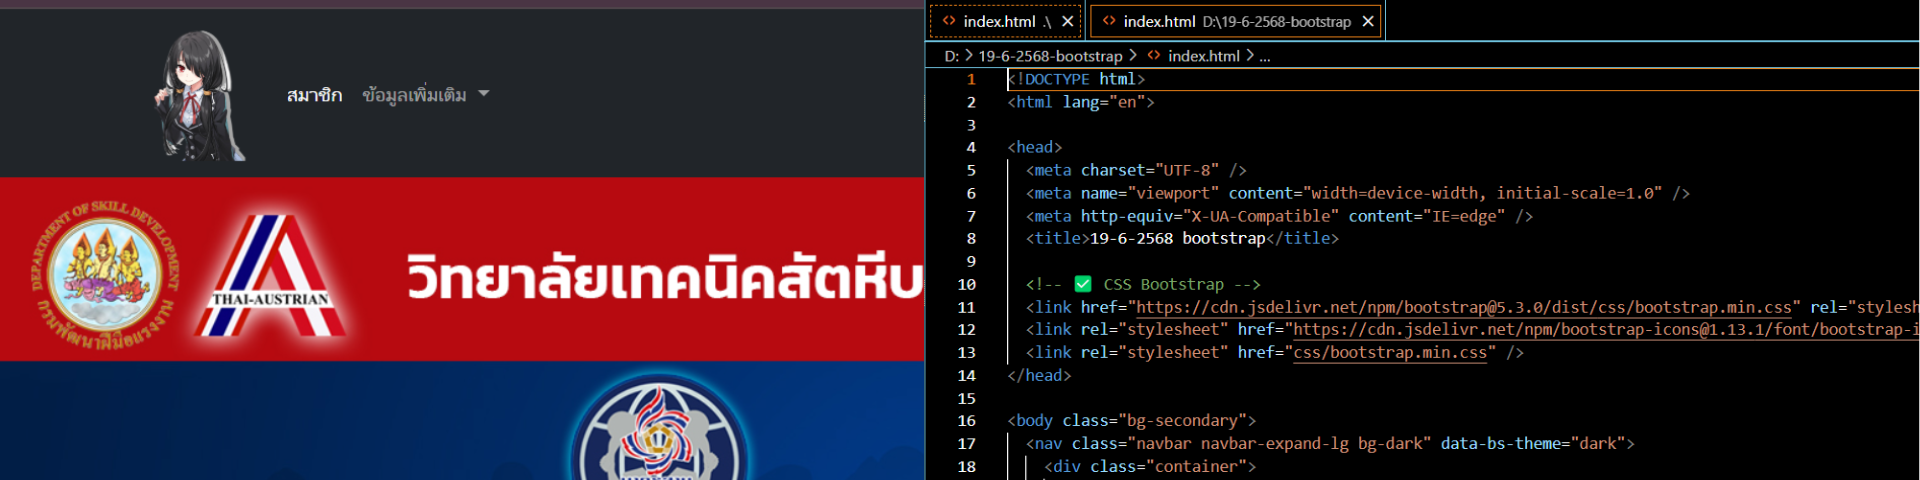 สมาชิก ข้อมูลเพิ่มเติม
DEPARTMENT OF SKILL DEVELOPMENT
กรมพัฒนาฝีมือแรงงาน
THAI-AUSTRIAN
วิทยาลัยเทคนิคสัตหีบ
index.html .\ index.html D:\19-6-2568-bootstrap
D: > 19-6-2568-bootstrap > index.html > ...
1 <!DOCTYPE html>
2 <html lang="en">
3
4 <head>
5 <meta charset="UTF-8" />
6 <meta name="viewport" content="width=device-width, initial-scale=1.0" />
7 <meta http-equiv="X-UA-Compatible" content="IE=edge" />
8 <title>19-6-2568 bootstrap</title>
9
10 <!-- ✅ CSS Bootstrap -->
11 <link href="https://cdn.jsdelivr.net/npm/bootstrap@5.3.0/dist/css/bootstrap.min.css" rel="stylesh
12 <link rel="stylesheet" href="https://cdn.jsdelivr.net/npm/bootstrap-icons@1.13.1/font/bootstrap-i
13 <link rel="stylesheet" href="css/bootstrap.min.css" />
14 </head>
15
16 <body class="bg-secondary">
17 <nav class="navbar navbar-expand-lg bg-dark" data-bs-theme="dark">
18 <div class="container">